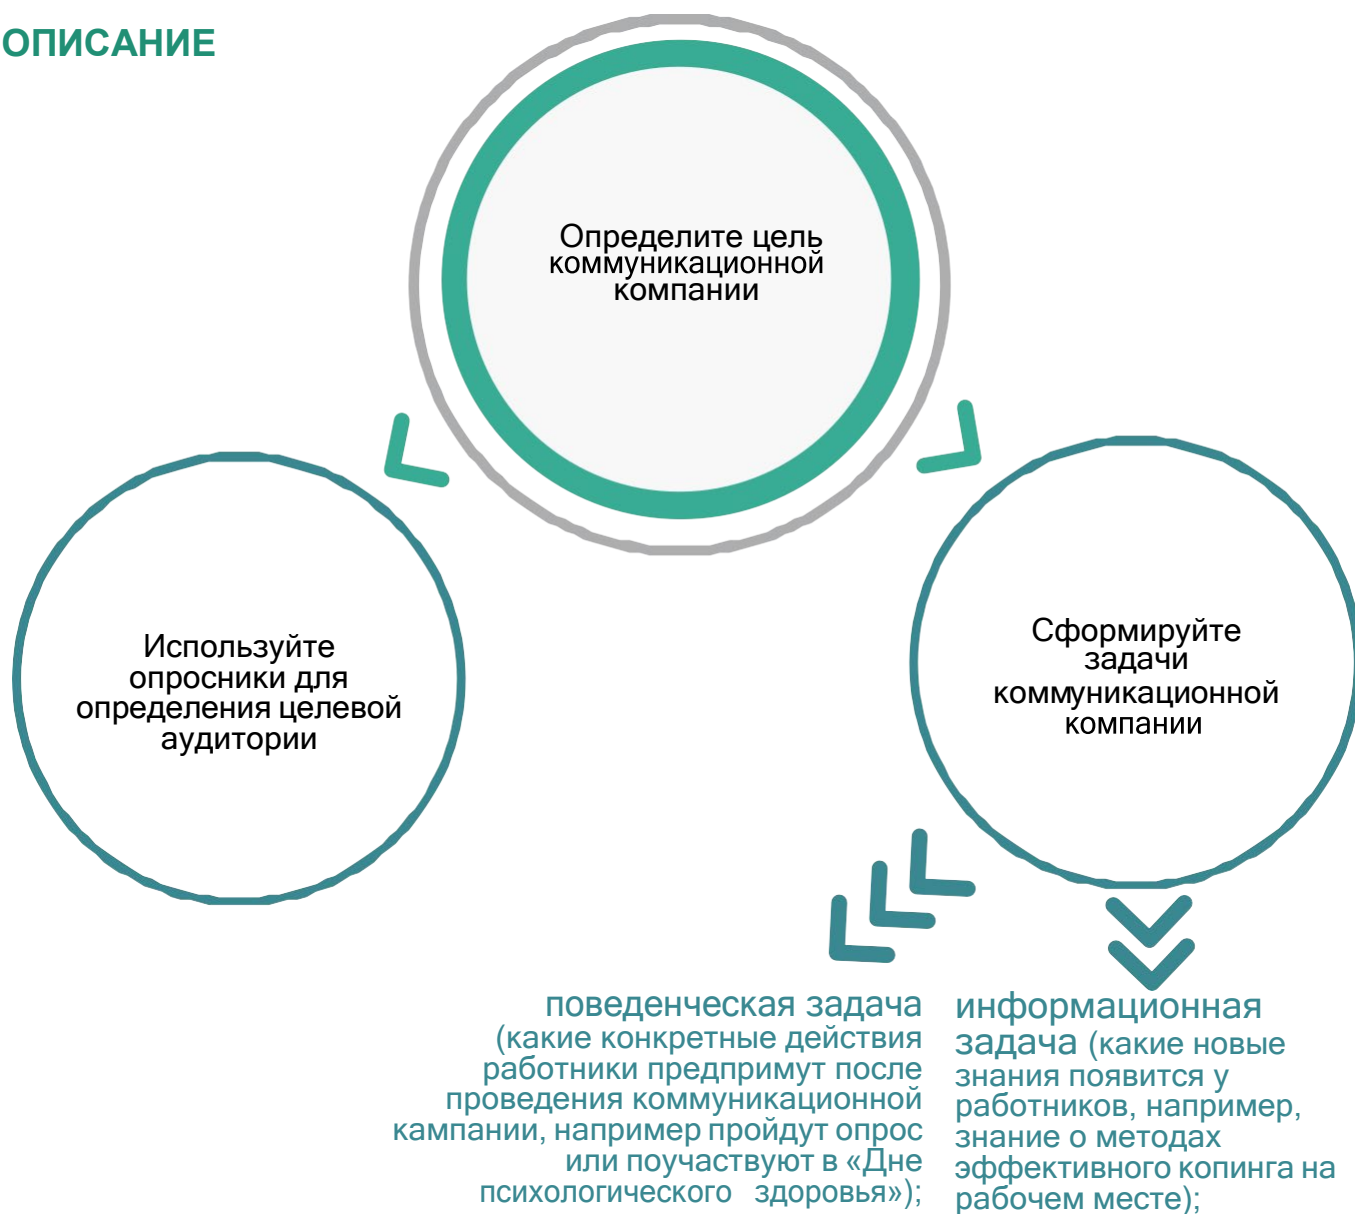 ОПИСАНИЕ
Определите цель
коммуникационной
компании
Используйте
опросники для
определения целевой
аудитории
Сформируйте
задачи
коммуникационной
компании
поведенческая задача
(какие конкретные действия
работники предпримут после
проведения коммуникационной
кампании, например пройдут опрос
или поучаствуют в «Дне
психологического здоровья»);
информационная
задача (какие новые
знания появится у
работников, например,
знание о методах
эффективного копинга на
рабочем месте);